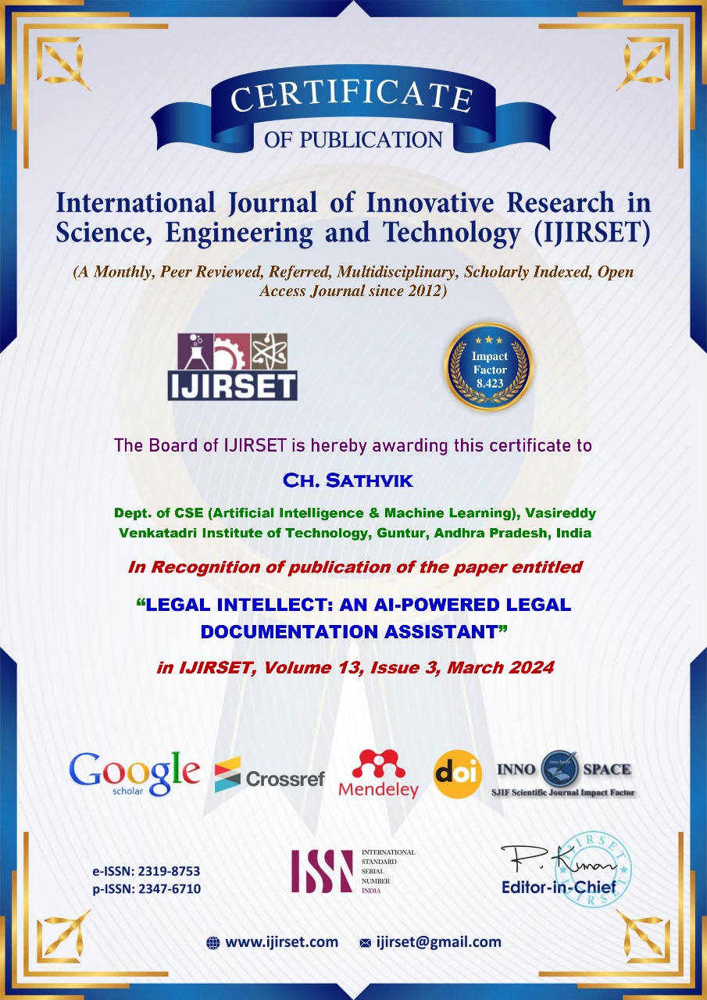 CERTIFICATE
OF PUBLICATION
International Journal of Innovative Research in
Science, Engineering and Technology (IJIRSET)
(A Monthly, Peer Reviewed, Referred, Multidisciplinary, Scholarly Indexed, Open
Access Journal since 2012)
IJIRSET
Impact
Factor
8.423
The Board of IJIRSET is hereby awarding this certificate to
CH. SATHVIK
Dept. of CSE (Artificial Intelligence & Machine Learning), Vasireddy
Venkatadri Institute of Technology, Guntur, Andhra Pradesh, India
In Recognition of publication of the paper entitled
“LEGAL INTELLECT: AN AI-POWERED LEGAL
DOCUMENTATION ASSISTANT”
in IJIRSET, Volume 13, Issue 3, March 2024
Google
scholar
Crossref
Mendeley
doi
INNO SPACE
Inno Space
SJIF Scientific Journal Impact Factor
e-ISSN: 2319-8753
p-ISSN: 2347-6710
ISSN
INTERNATIONAL
STANDARD
SERIAL
NUMBER
INDIA
P. Kumar
IJIRSET
IJIRSET
Editor-in-Chief
www.ijirset.com ijirset@gmail.com